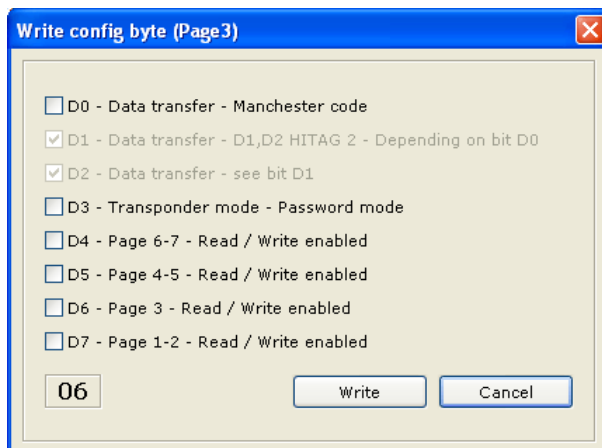 Write config byte (Page3)
D0 - Data transfer - Manchester code
D1 - Data transfer - D1,D2 HITAG 2 - Depending on bit D0
D2 - Data transfer - see bit D1
D3 - Transponder mode - Password mode
D4 - Page 6-7 - Read / Write enabled
D5 - Page 4-5 - Read / Write enabled
D6 - Page 3 - Read / Write enabled
D7 - Page 1-2 - Read / Write enabled
06 Write Cancel